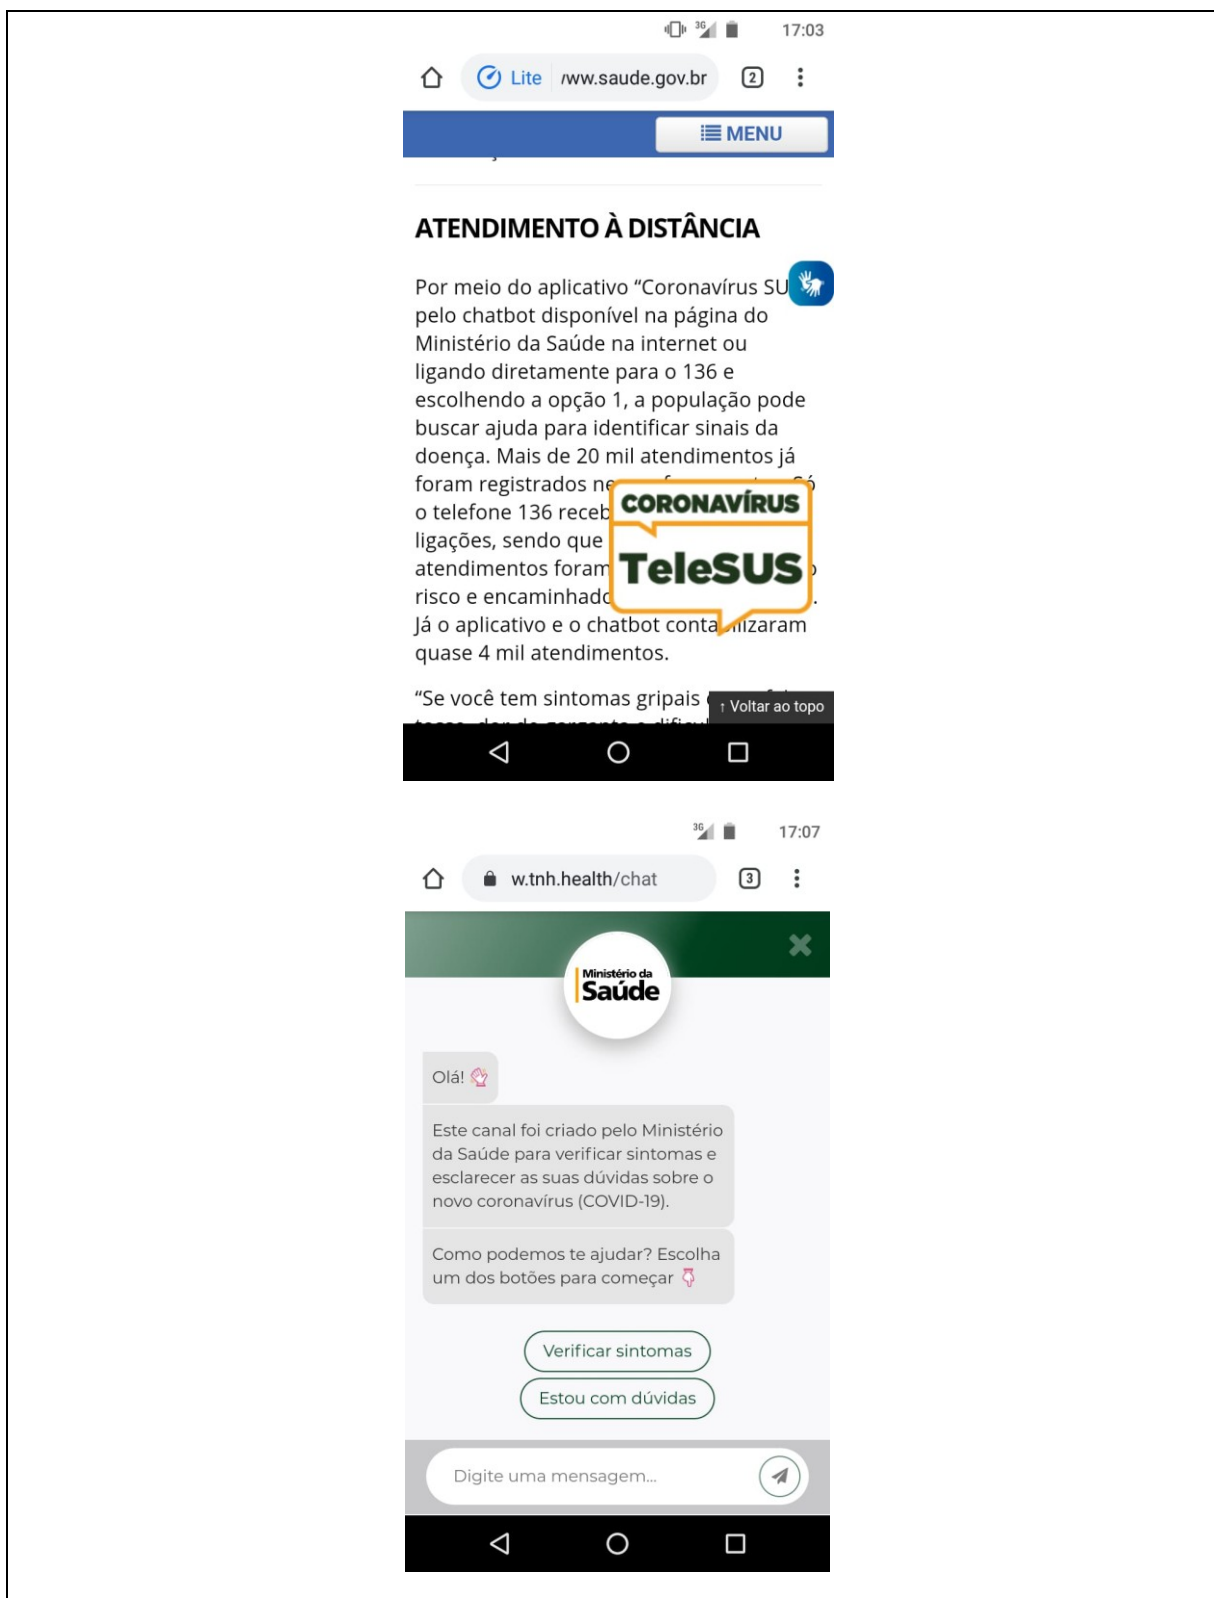 3G 17:03
Lite www.saude.gov.br 2
MENU
ATENDIMENTO À DISTÂNCIA
Por meio do aplicativo “Coronavírus SU
pelo chatbot disponível na página do
Ministério da Saúde na internet ou
ligando diretamente para o 136 e
escolhendo a opção 1, a população pode
buscar ajuda para identificar sinais da
doença. Mais de 20 mil atendimentos já
foram registrados Só
o telefone 136 receb
ligações, sendo que
atendimentos foram
risco e encaminhado
Já o aplicativo e o chatbot contabilizaram
quase 4 mil atendimentos.
CORONAVÍRUS
TeleSUS
“Se você tem sintomas gripais
↑ Voltar ao topo
3G 17:07
w.tnh.health/chat 3
Ministério da
Saúde
Olá!
Este canal foi criado pelo Ministério
da Saúde para verificar sintomas e
esclarecer as suas dúvidas sobre o
novo coronavírus (COVID-19).
Como podemos te ajudar? Escolha
um dos botões para começar
Verificar sintomas
Estou com dúvidas
Digite uma mensagem...